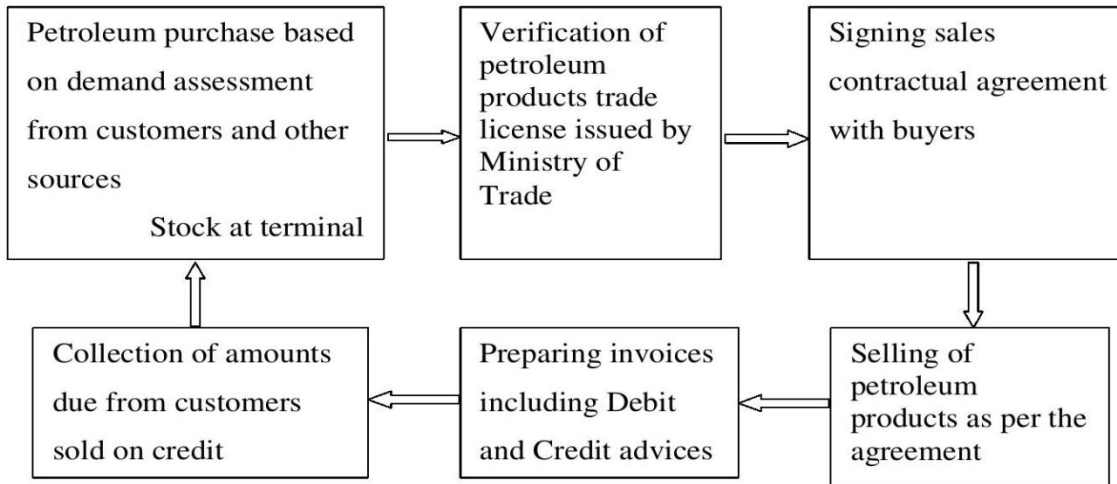 Petroleum purchase based
on demand assessment
from customers and other
sources
Stock at terminal
Verification of
petroleum
products trade
license issued by
Ministry of
Trade
Signing sales
contractual agreement
with buyers
Selling of
petroleum
products as per the
agreement
Preparing invoices
including Debit
and Credit advices
Collection of amounts
due from customers
sold on credit